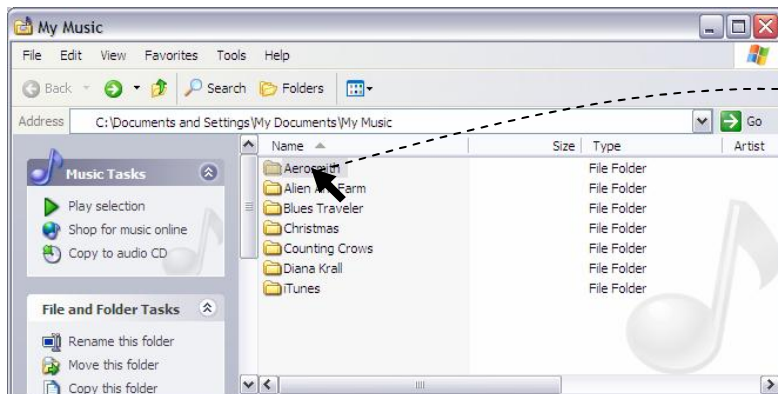 My Music
File Edit View Favorites Tools Help
Back Search Folders
Address C:\Documents and Settings\My Documents\My Music Go
Name Size Type Artist
Music Tasks
Play selection
Shop for music online
Copy to audio CD
File and Folder Tasks
Rename this folder
Move this folder
Copy this folder
Aerosmith File Folder
Alien Ant Farm File Folder
Blues Traveler File Folder
Christmas File Folder
Counting Crows File Folder
Diana Krall File Folder
iTunes File Folder